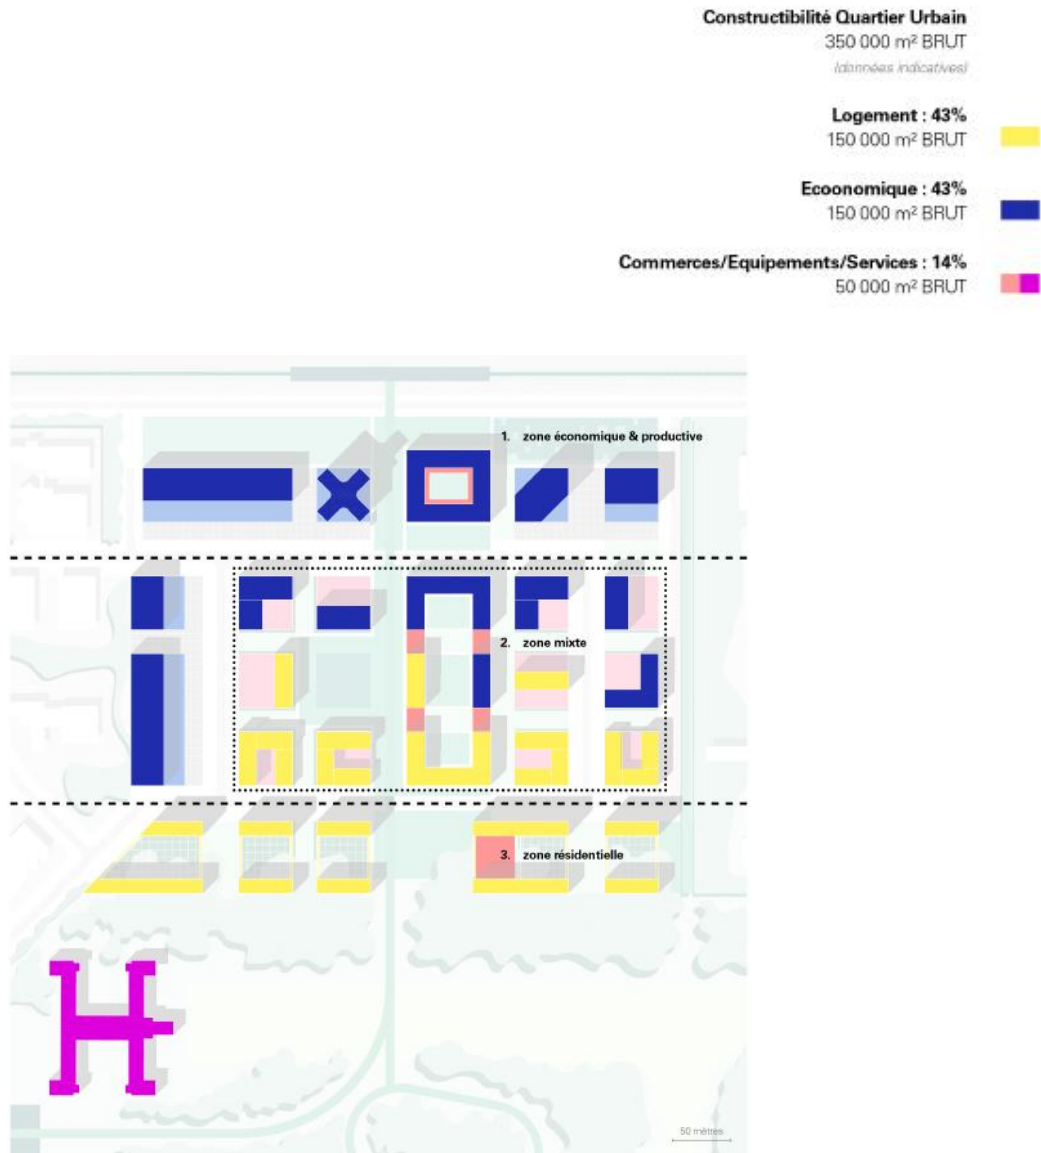 Constructibilité Quartier Urbain
350 000 m² BRUT
(données indicatives)
Logement : 43%
150 000 m² BRUT
Ecoonomique : 43%
150 000 m² BRUT
Commerces/Equipements/Services : 14%
50 000 m² BRUT
1. zone économique & productive
2. zone mixte
3. zone résidentielle
50 mètres